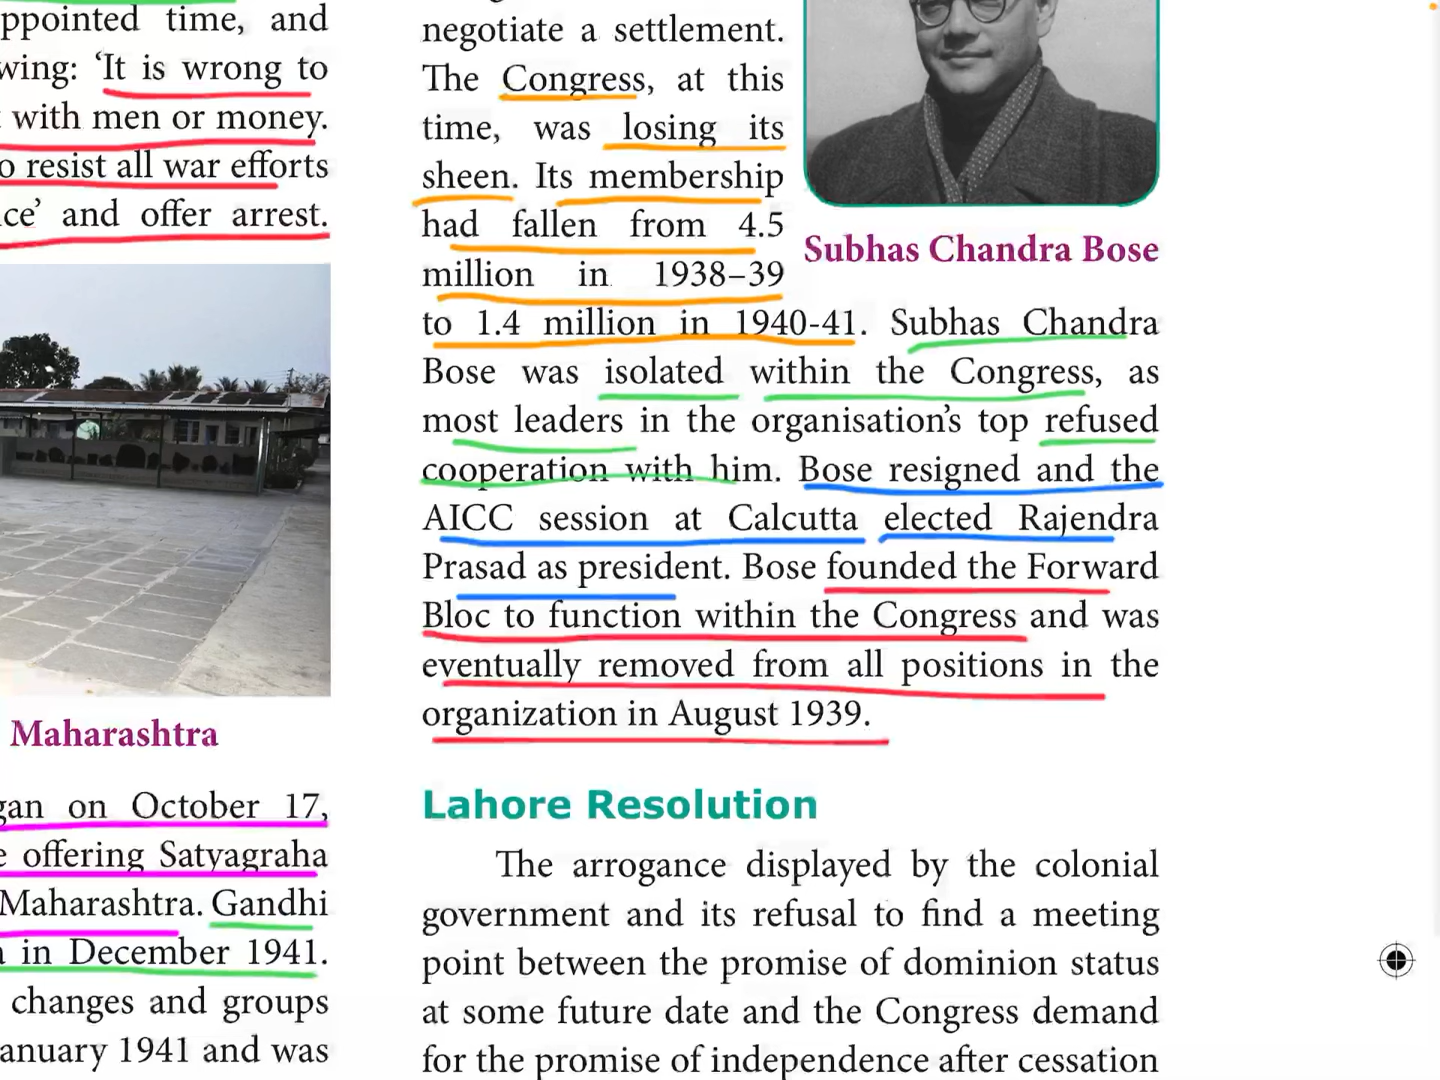 ppointed time, and
wing: ‘It is wrong to
with men or money.
o resist all war efforts
ce’ and offer arrest.
Maharashtra
gan on October 17,
e offering Satyagraha
Maharashtra. Gandhi
in December 1941.
changes and groups
anuary 1941 and was
negotiate a settlement.
The Congress, at this
time, was losing its
sheen. Its membership
had fallen from 4.5
million in 1938–39
to 1.4 million in 1940-41. Subhas Chandra
Bose was isolated within the Congress, as
most leaders in the organisation’s top refused
cooperation with him. Bose resigned and the
AICC session at Calcutta elected Rajendra
Prasad as president. Bose founded the Forward
Bloc to function within the Congress and was
eventually removed from all positions in the
organization in August 1939.
Subhas Chandra Bose
Lahore Resolution
The arrogance displayed by the colonial
government and its refusal to find a meeting
point between the promise of dominion status
at some future date and the Congress demand
for the promise of independence after cessation